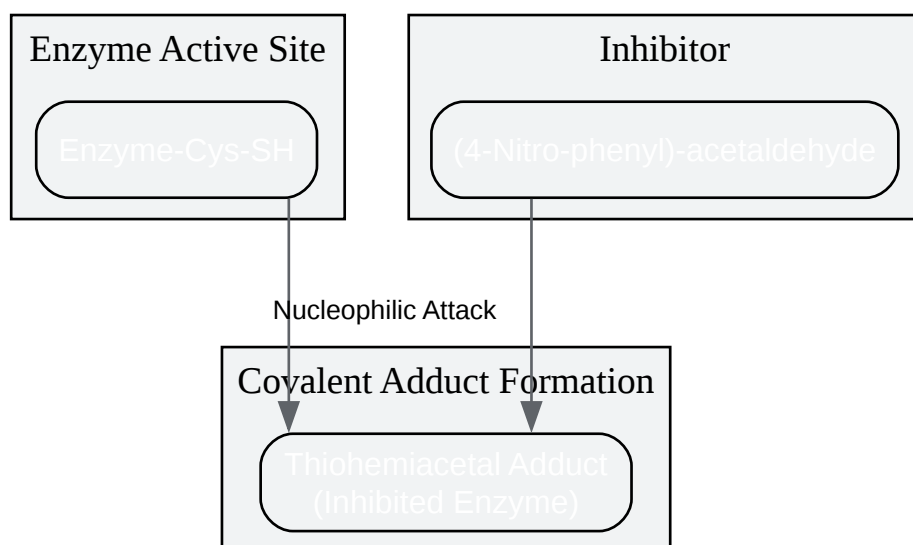 Enzyme Active Site
Inhibitor
Enzyme-Cys-SH
(4-Nitro-phenyl)-acetaldehyde
Nucleophilic Attack
Covalent Adduct Formation
Thiohemiacetal Adduct
(Inhibited Enzyme)